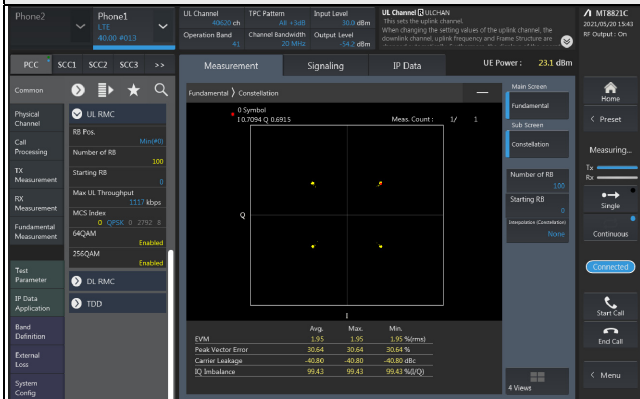 Phone2
Phone1
LTE
40.00 #013
UL Channel
40620 ch
TPC Pattern
All +3dB
Input Level
30.0 dBm
Operation Band
41
Channel Bandwidth
20 MHz
Output Level
-54.2 dBm
UL Channel ULCHAN
This sets the uplink channel.
When changing the setting values of the uplink channel, the
downlink channel, uplink frequency and Frame Structure are
MT8821C
2021/05/20 15:43
RF Output : On
PCC
SCC1
SCC2
SCC3
>>
Measurement
Signaling
IP Data
UE Power : 23.1 dBm
Common
Physical
Channel
Call
Processing
TX
Measurement
RX
Measurement
Fundamental
Measurement
Test
Parameter
IP Data
Application
Band
Definition
External
Loss
System
Config
UL RMC
RB Pos.
Min(#0)
Number of RB
100
Starting RB
0
Max UL Throughput
1117 kbps
MCS Index
0 QPSK 0 2792 8
64QAM
Enabled
256QAM
Enabled
DL RMC
TDD
Fundamental ❭ Constellation
0 Symbol
I 0.7094 Q 0.6915
Meas. Count : 1/ 1
Q
I
Avg. Max. Min.
EVM 1.95 1.95 1.95 %(rms)
Peak Vector Error 30.64 30.64 30.64 %
Carrier Leakage -40.80 -40.80 -40.80 dBc
IQ Imbalance 99.43 99.43 99.43 %(I/Q)
Main Screen
Fundamental
Sub Screen
Constellation
Number of RB
100
Starting RB
0
Interpolation (Constellation)
None
4 Views
Home
< Preset
Measuring...
Tx
Rx
Single
Continuous
Connected
Start Call
End Call
< Menu